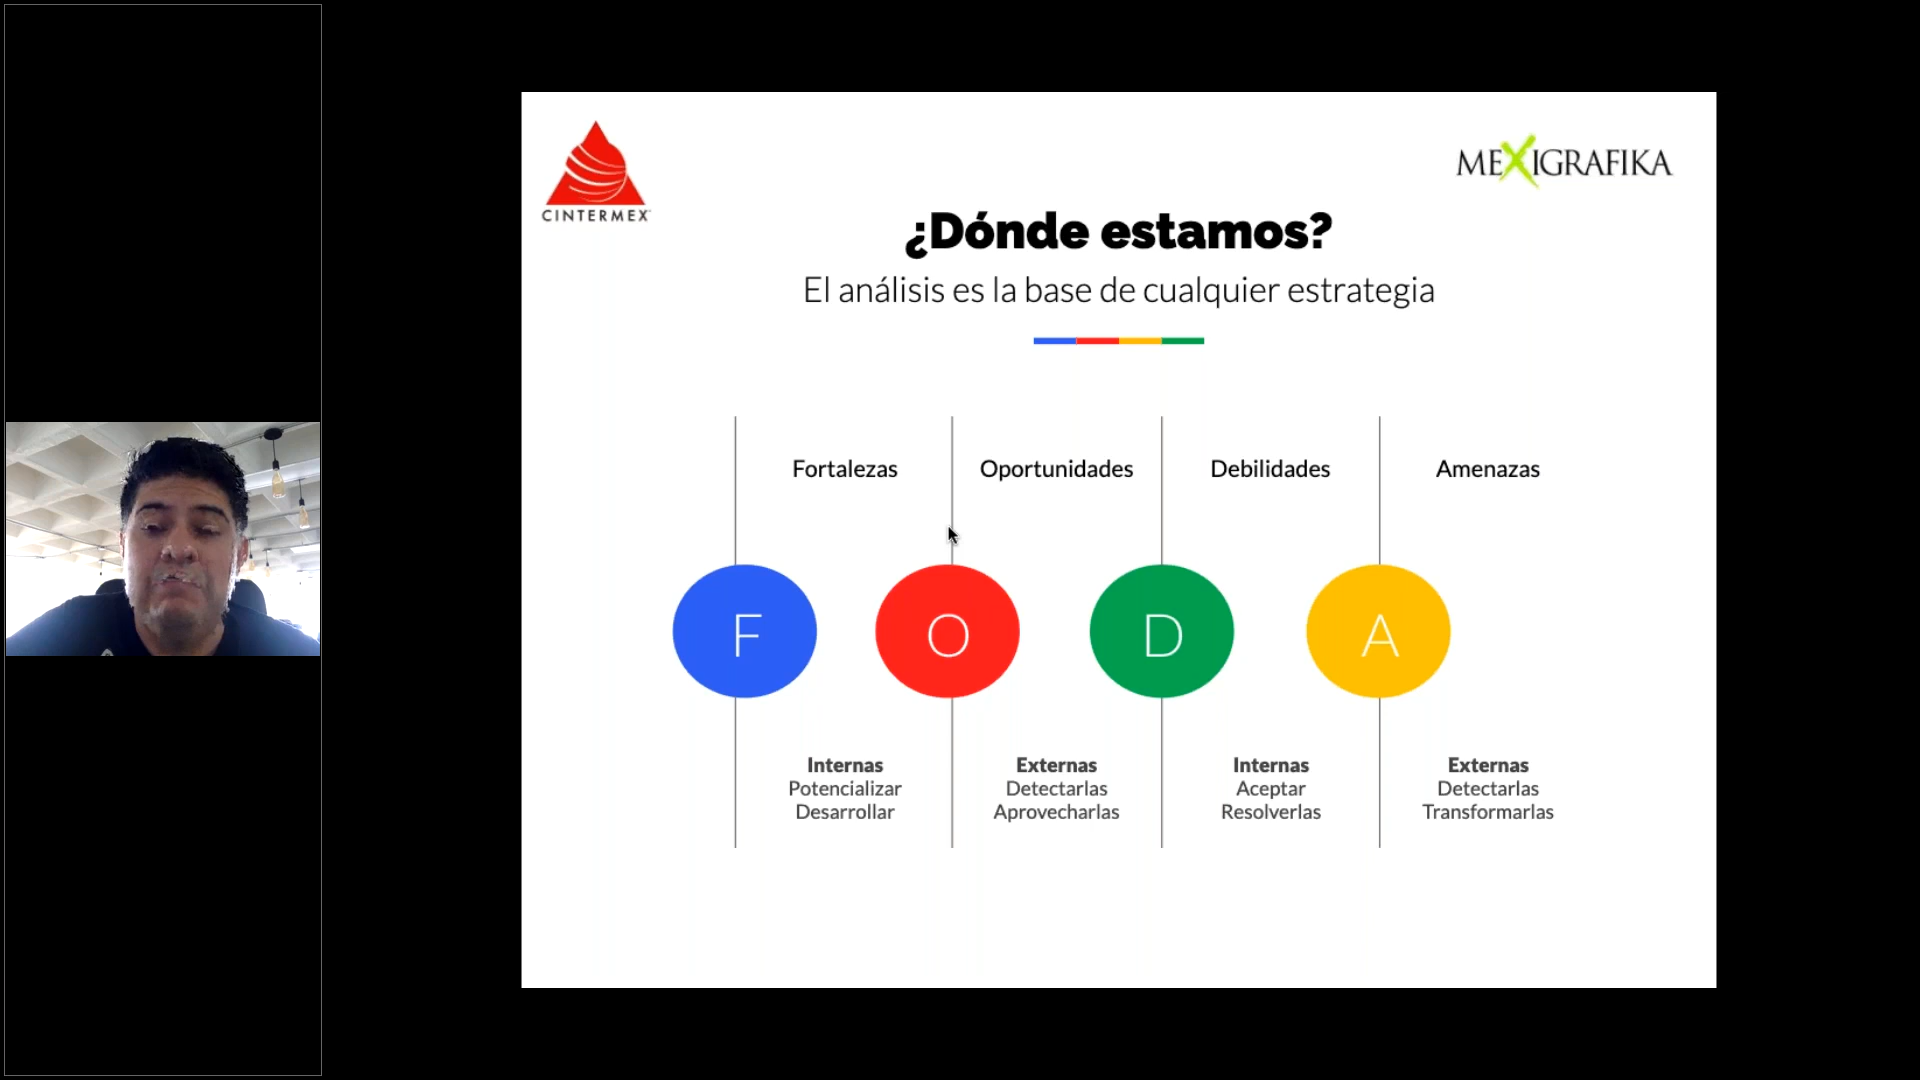 CINTERMEX
MEXIGRAFIKA
¿Dónde estamos?
El análisis es la base de cualquier estrategia
Fortalezas
Oportunidades
Debilidades
Amenazas
F
O
D
A
Internas
Potencializar
Desarrollar
Externas
Detectarlas
Aprovecharlas
Internas
Aceptar
Resolverlas
Externas
Detectarlas
Transformarlas